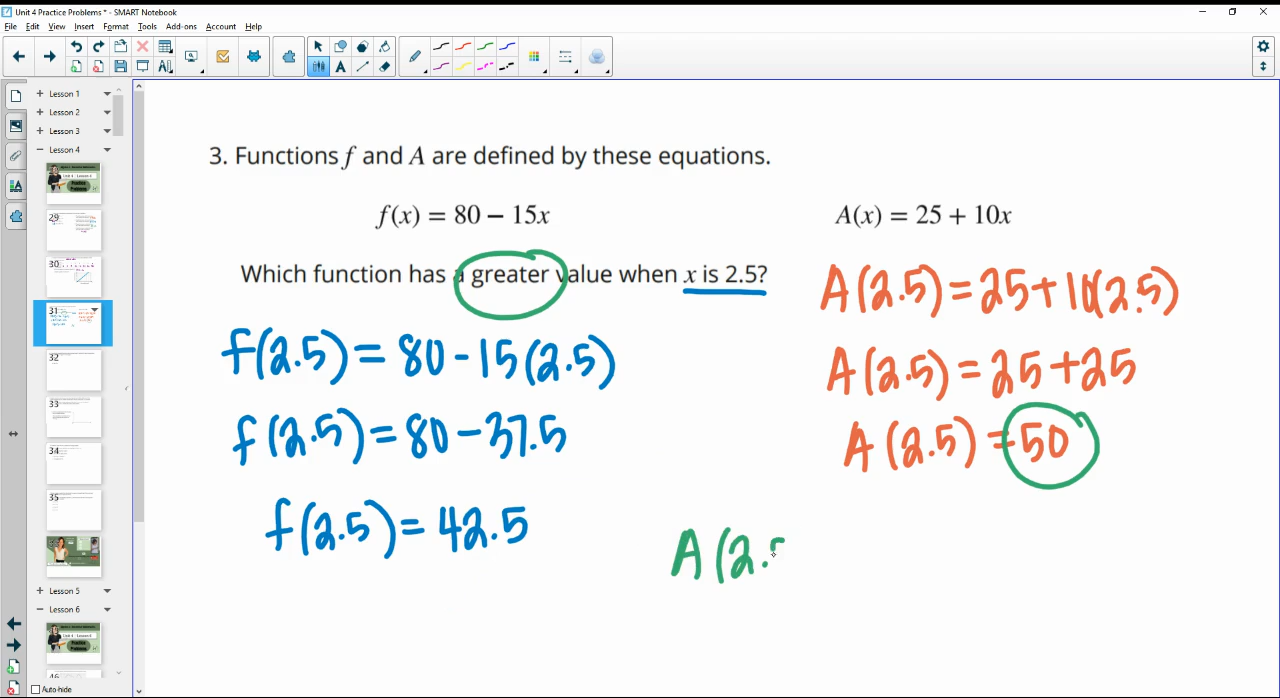 Unit 4 Practice Problems * - SMART Notebook
File Edit View Insert Format Tools Add-ons Account Help
Lesson 1
Lesson 2
Lesson 3
Lesson 4
29
30
31
32
33
34
35
Lesson 5
Lesson 6
46
Auto-hide
3. Functions f and A are defined by these equations.
f(x) = 80 − 15x
A(x) = 25 + 10x
Which function has a greater value when x is 2.5?
f(2.5) = 80 - 15(2.5)
f(2.5) = 80 - 37.5
f(2.5) = 42.5
A(2.5) = 25 + 10(2.5)
A(2.5) = 25 + 25
A(2.5) = 50
A(2.5